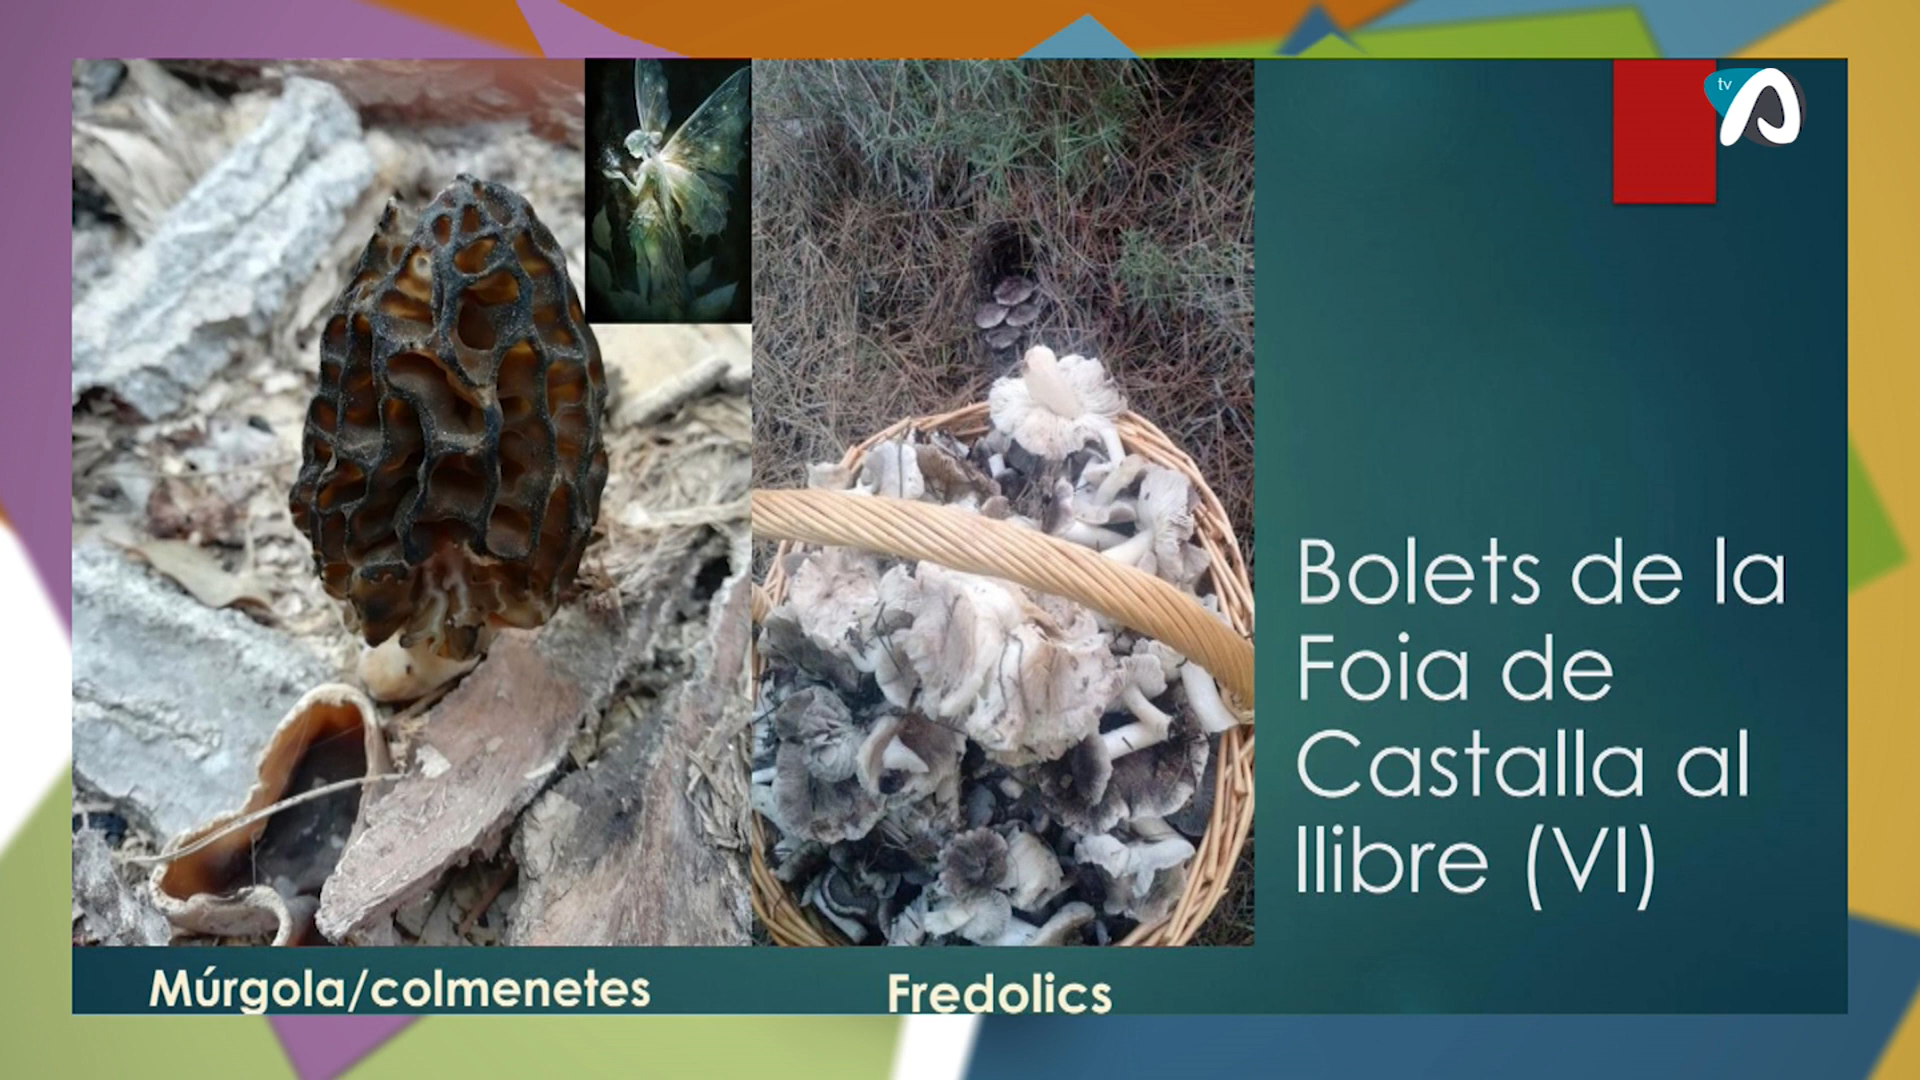 tv
Bolets de la
Foia de
Castalla al
llibre (VI)
Múrgola/colmenetes
Fredolics